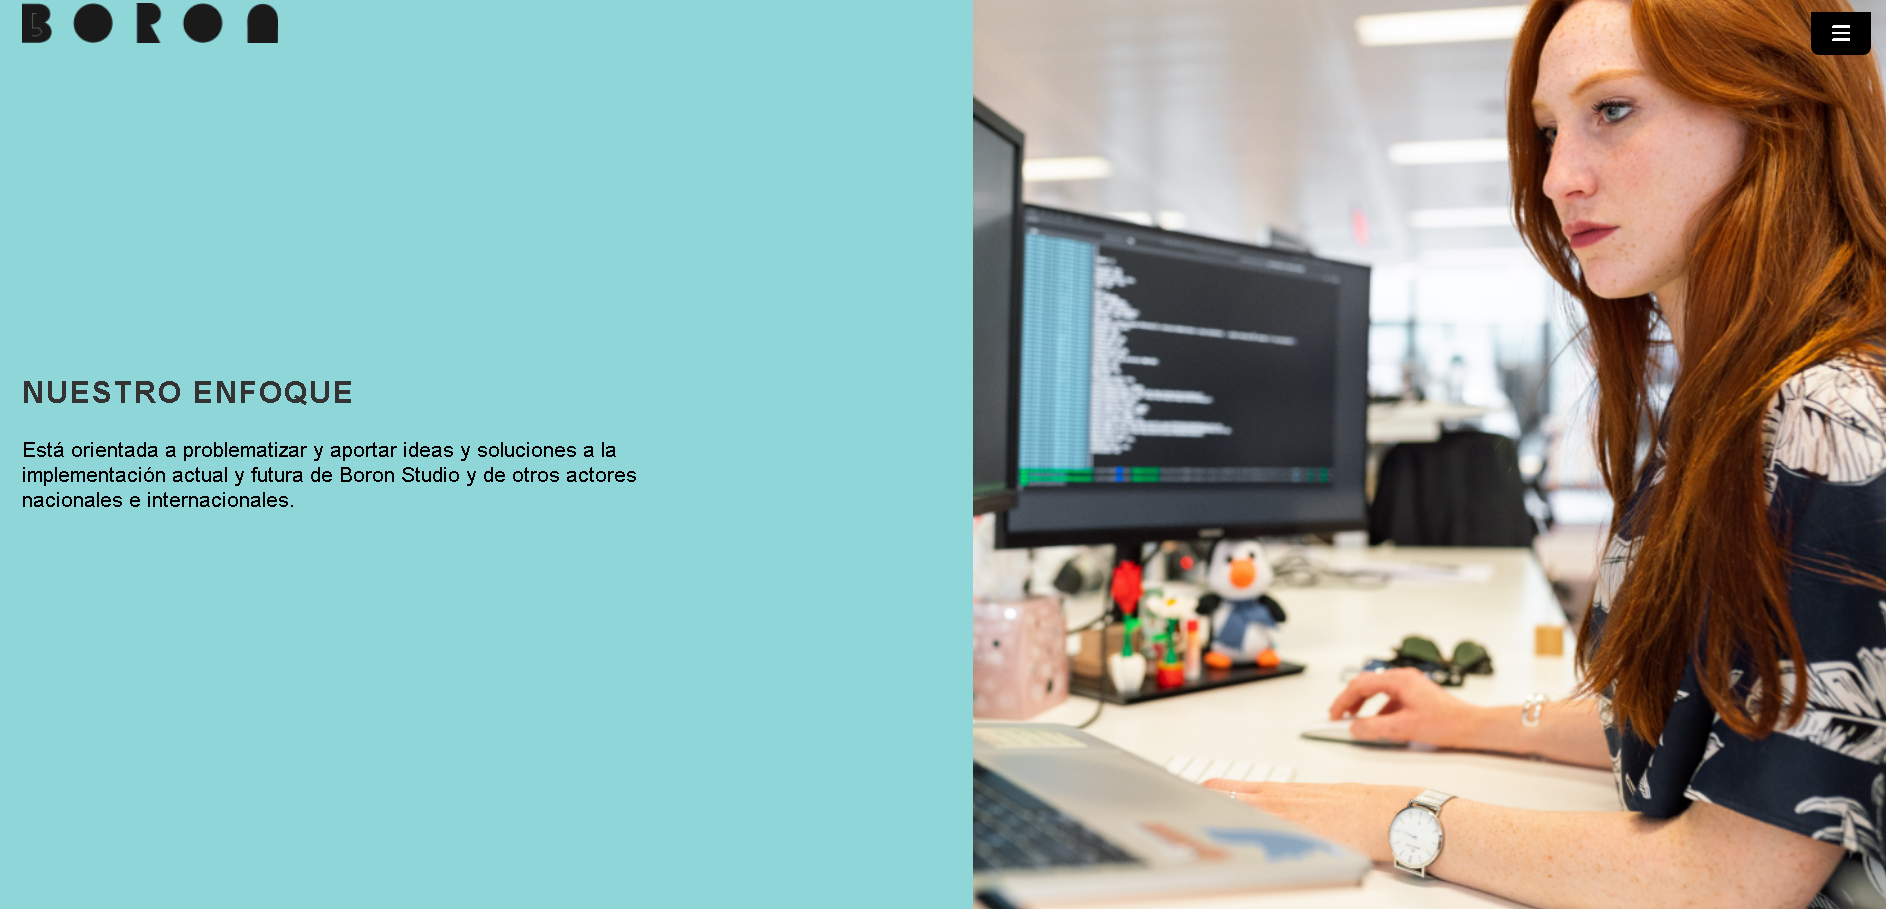 BORON
NUESTRO ENFOQUE
Está orientada a problematizar y aportar ideas y soluciones a la
implementación actual y futura de Boron Studio y de otros actores
nacionales e internacionales.